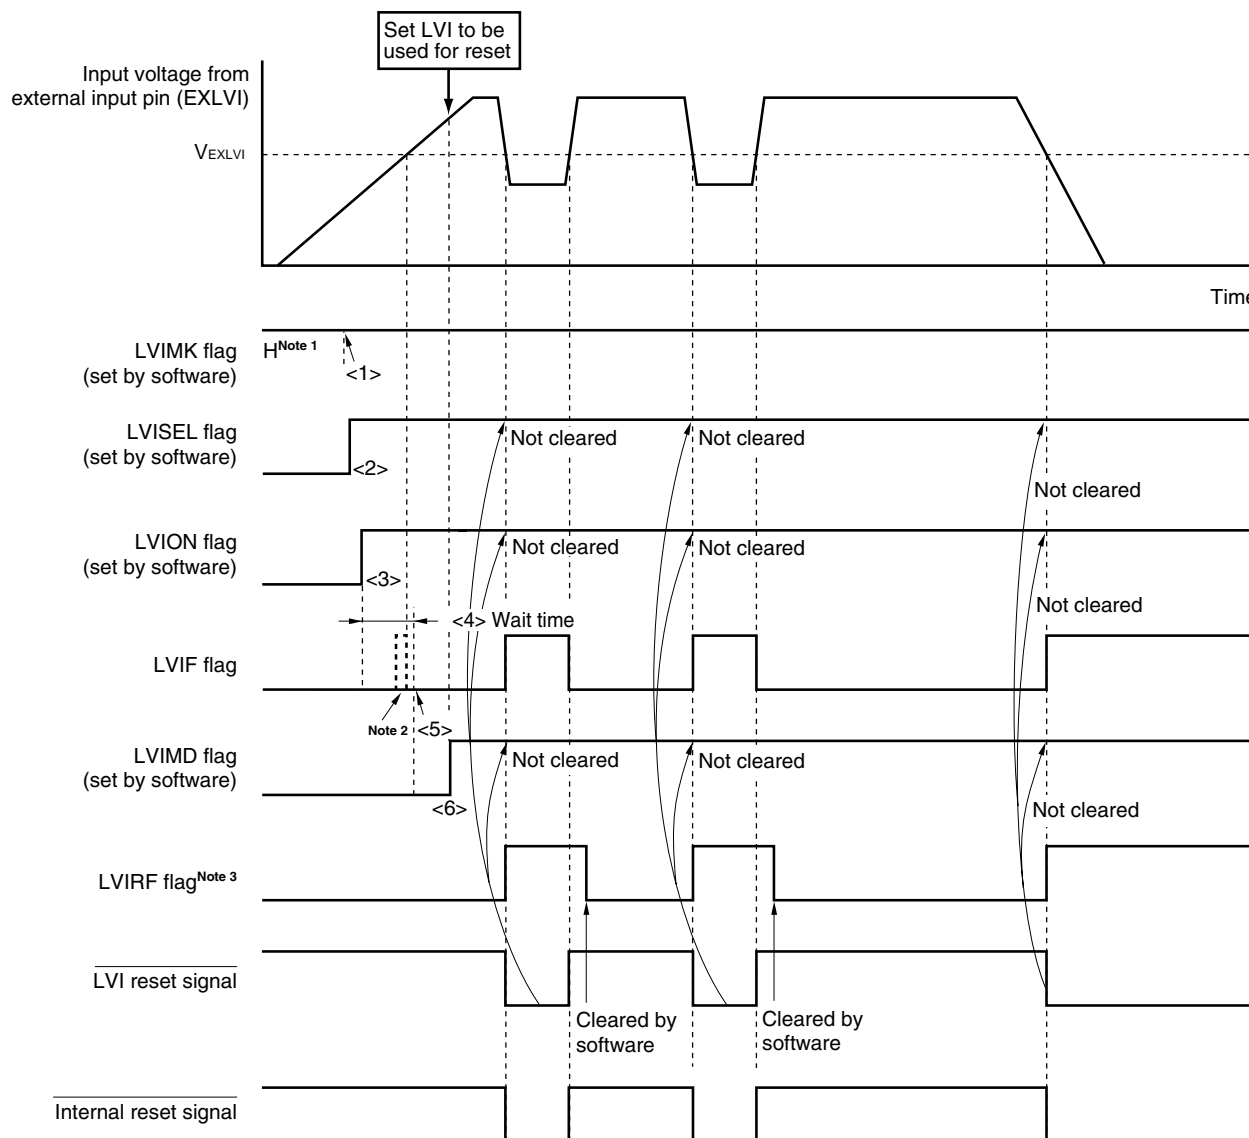 Set LVI to be
used for reset
Input voltage from
external input pin (EXLVI)
VEXLVI
Time
LVIMK flag
(set by software)
HNote 1
<1>
LVISEL flag
(set by software)
<2>
Not cleared
Not cleared
Not cleared
LVION flag
(set by software)
<3>
Not cleared
Not cleared
Not cleared
<4> Wait time
LVIF flag
Note 2
<5>
LVIMD flag
(set by software)
<6>
Not cleared
Not cleared
Not cleared
LVIRF flagNote 3
LVI reset signal
Cleared by
software
Cleared by
software
Internal reset signal